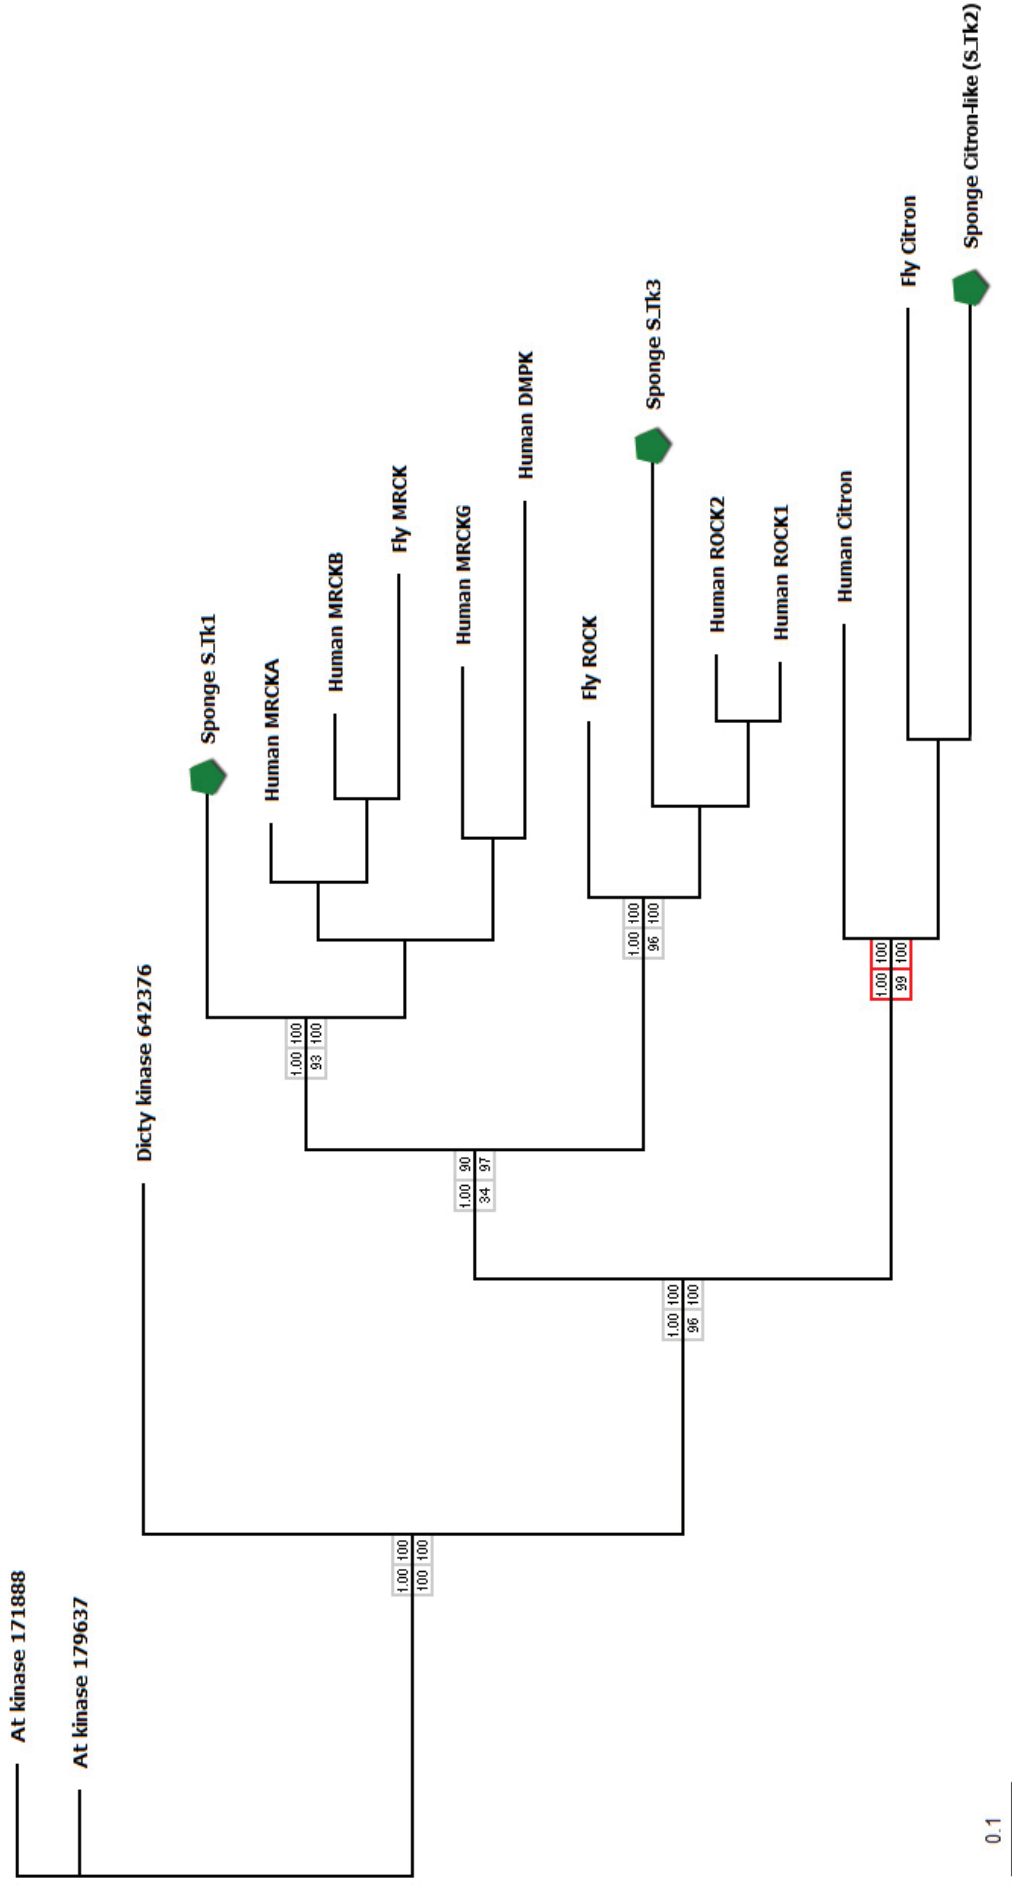 At kinase 171888
At kinase 179637
Dicty kinase 642376
Sponge S_Tk1
Human MRCKA
Human MRCKB
Fly MRCK
Human MRCKG
Human DMPK
Fly ROCK
Sponge S_Tk3
Human ROCK2
Human ROCK1
Human Citron
Fly Citron
Sponge Citron-like (S_Tk2)
1.00 100
100 100
1.00 100
96 100
1.00 90
34 97
1.00 100
93 100
1.00 100
96 100
1.00 100
99 100
0.1